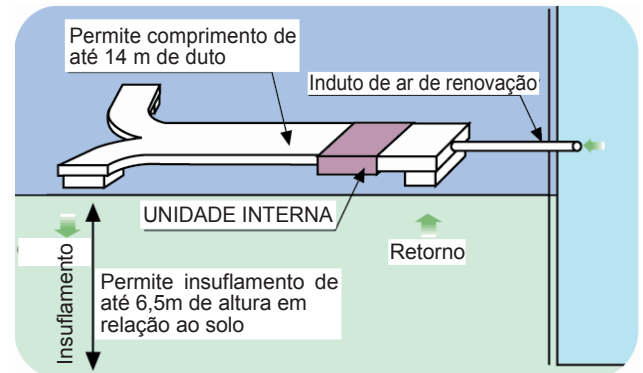 Permite comprimento de
até 14 m de duto
Induto de ar de renovação
UNIDADE INTERNA
Retorno
Insuflamento
Permite insuflamento de
até 6,5m de altura em
relação ao solo